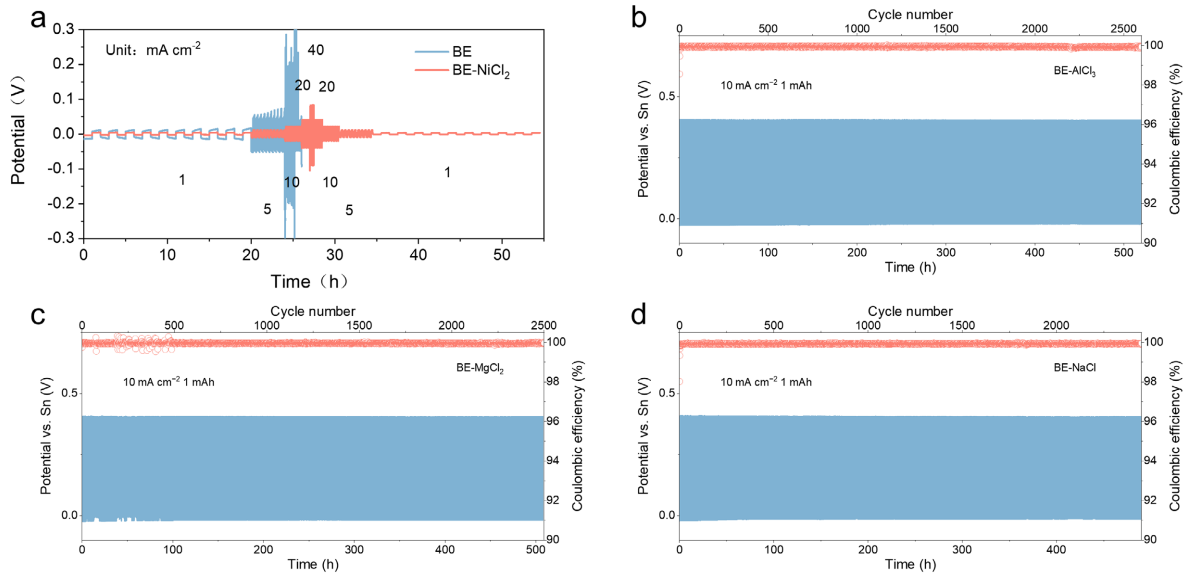 a
Unit: mA cm⁻²
BE
BE-NiCl₂
40
20 20
1
10 10
5 5
1
0.3
0.2
0.1
0.0
-0.1
-0.2
-0.3
Potential (V)
0 10 20 30 40 50
Time (h)
b
Cycle number
0 500 1000 1500 2000 2500
BE-AlCl₃
10 mA cm⁻² 1 mAh
0.5
0.0
Potential vs. Sn (V)
100
98
96
94
92
90
Coulombic efficiency (%)
0 100 200 300 400 500
Time (h)
c
Cycle number
0 500 1000 1500 2000 2500
BE-MgCl₂
10 mA cm⁻² 1 mAh
0.5
0.0
Potential vs. Sn (V)
100
98
96
94
92
90
Coulombic efficiency (%)
0 100 200 300 400 500
Time (h)
d
Cycle number
0 500 1000 1500 2000
BE-NaCl
10 mA cm⁻² 1 mAh
0.5
0.0
Potential vs. Sn (V)
100
98
96
94
92
90
Coulombic efficiency (%)
0 100 200 300 400
Time (h)